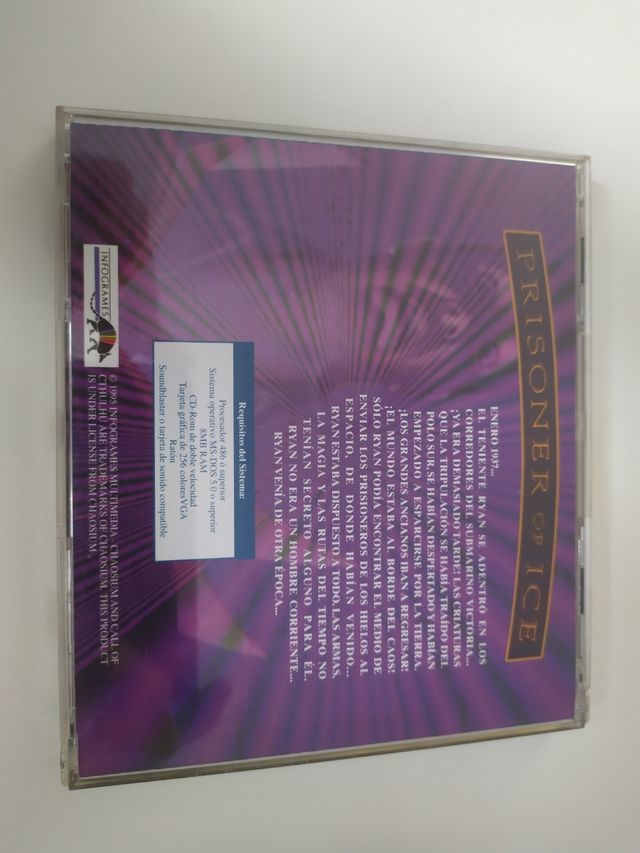 PRISONER OF ICE
ENERO 1937...
EL TENIENTE RYAN SE ADENTRÓ EN LOS
CORREDORES DEL SUBMARINO VICTORIA...
¡YA ERA DEMASIADO TARDE! LAS CRIATURAS
QUE LA TRIPULACIÓN SE HABÍA TRAÍDO DEL
POLO SUR, SE HABÍAN DESPERTADO Y HABÍAN
EMPEZADO A ESPARCIRSE POR LA TIERRA.
¡LOS GRANDES ANCIANOS IBAN A REGRESAR!
¡EL MUNDO ESTABA AL BORDE DEL CAOS!
SÓLO RYAN PODÍA ENCONTRAR EL MEDIO DE
ENVIAR LOS PRISIONEROS DE LOS HIELOS AL
ESPACIO DE DONDE HABÍAN VENIDO...
RYAN ESTABA DISPUESTO A TODO. LAS ARMAS,
LA MAGIA Y LAS RUTAS DEL TIEMPO NO
TENÍAN SECRETO ALGUNO PARA ÉL.
RYAN NO ERA UN HOMBRE CORRIENTE...
RYAN VENÍA DE OTRA ÉPOCA...
Requisitos del Sistema:
Procesador 486 ó superior
8MB RAM
Sistema operativo MS-DOS 5.0 o superior
CD-Rom de doble velocidad
Tarjeta gráfica de 256 coloresVGA
Ratón
Soundblaster o tarjeta de sonido compatible
INFOGRAMES
© 1995 INFOGRAMES MULTIMEDIA - CHAOSIUM AND CALL OF
CTHULHU ARE TRADEMARKS OF CHAOSIUM. THIS PRODUCT
IS UNDER LICENSE FROM CHAOSIUM.